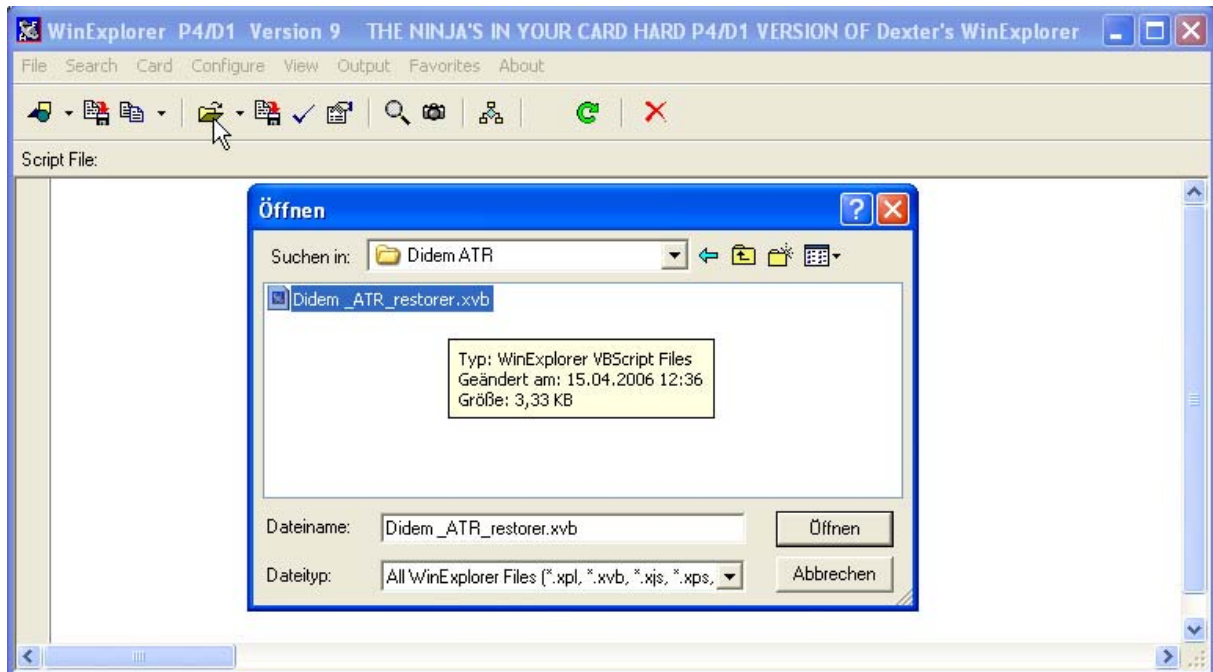 WinExplorer P4/D1 Version 9 THE NINJA'S IN YOUR CARD HARD P4/D1 VERSION OF Dexter's WinExplorer
File Search Card Configure View Output Favorites About
Script File:
Öffnen
Suchen in: Didem ATR
Didem _ATR_restorer.xvb
Typ: WinExplorer VBScript Files
Geändert am: 15.04.2006 12:36
Größe: 3,33 KB
Dateiname: Didem _ATR_restorer.xvb Öffnen
Dateityp: All WinExplorer Files (*.xpl, *.xvb, *.xjs, *.xps, Abbrechen